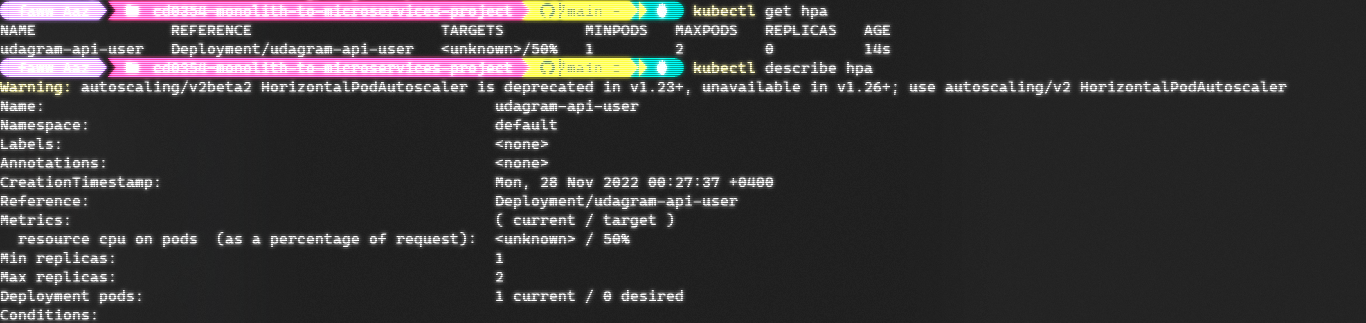 cd0354-monolith-to-microservices-project main kubectl get hpa
NAME REFERENCE TARGETS MINPODS MAXPODS REPLICAS AGE
udagram-api-user Deployment/udagram-api-user <unknown>/50% 1 2 0 14s
cd0354-monolith-to-microservices-project main kubectl describe hpa
Warning: autoscaling/v2beta2 HorizontalPodAutoscaler is deprecated in v1.23+, unavailable in v1.26+; use autoscaling/v2 HorizontalPodAutoscaler
Name: udagram-api-user
Namespace: default
Labels: <none>
Annotations: <none>
CreationTimestamp: Mon, 28 Nov 2022 00:27:37 +0400
Reference: Deployment/udagram-api-user
Metrics: ( current / target )
resource cpu on pods (as a percentage of request): <unknown> / 50%
Min replicas: 1
Max replicas: 2
Deployment pods: 1 current / 0 desired
Conditions: